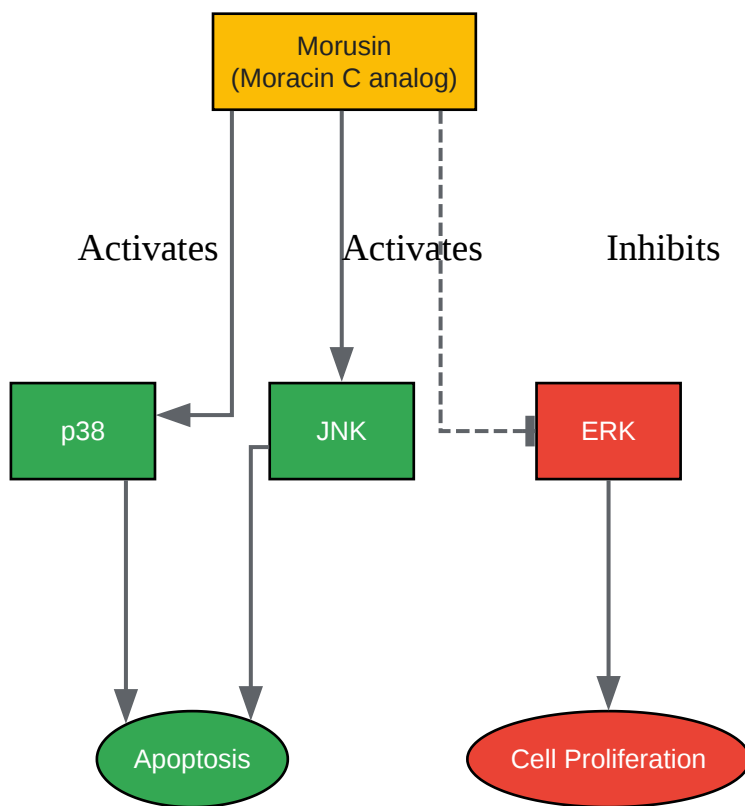 Morusin
(Moracin C analog)
Activates
Activates
Inhibits
p38
JNK
ERK
Apoptosis
Cell Proliferation